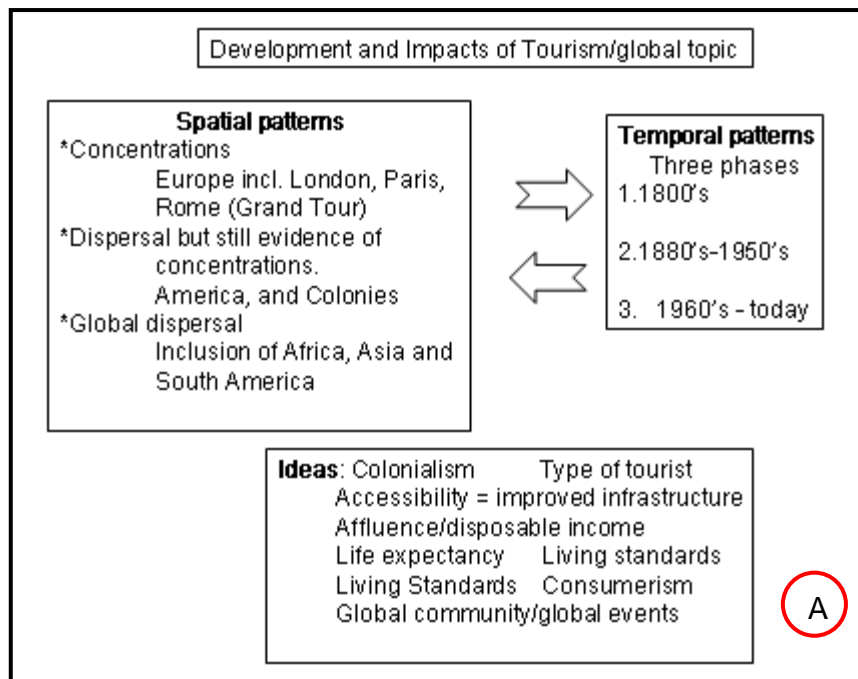 Development and Impacts of Tourism/global topic
Spatial patterns
*Concentrations
Europe incl. London, Paris,
Rome (Grand Tour)
*Dispersal but still evidence of
concentrations.
America, and Colonies
*Global dispersal
Inclusion of Africa, Asia and
South America
Temporal patterns
Three phases
1.1800's
2.1880's-1950's
3. 1960's - today
Ideas: Colonialism Type of tourist
Accessibility = improved infrastructure
Affluence/disposable income
Life expectancy Living standards
Living Standards Consumerism
Global community/global events
A